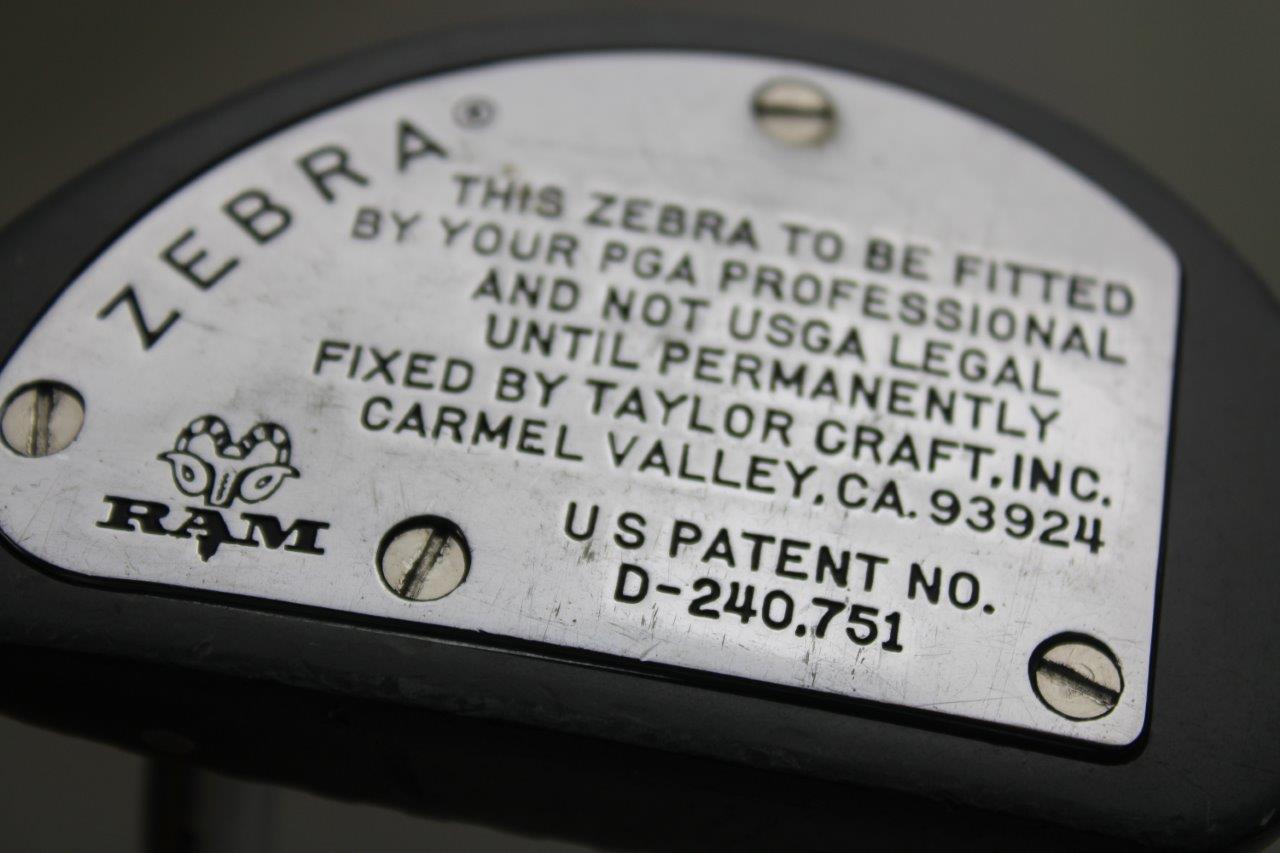 ZEBRA®
THIS ZEBRA TO BE FITTED
BY YOUR PGA PROFESSIONAL
AND NOT USGA LEGAL
UNTIL PERMANENTLY
FIXED BY TAYLOR CRAFT, INC.
CARMEL VALLEY, CA. 93924
RAM
U S PATENT NO.
D-240,751